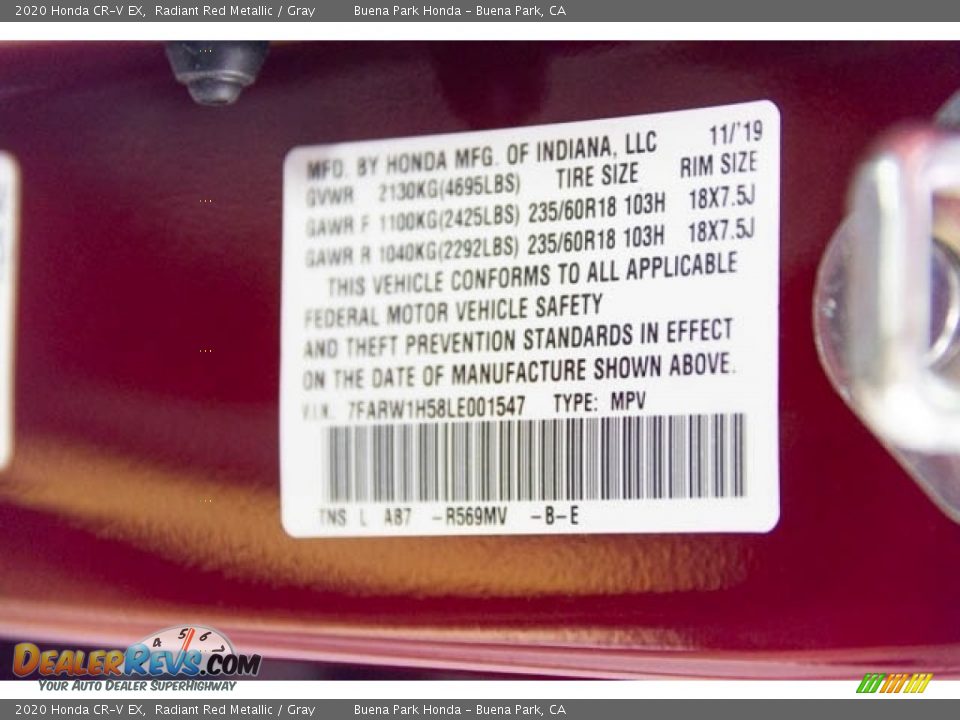 2020 Honda CR-V EX, Radiant Red Metallic / Gray Buena Park Honda - Buena Park, CA
MFD. BY HONDA MFG. OF INDIANA, LLC 11/'19
GVWR 2130KG(4695LBS) TIRE SIZE RIM SIZE
GAWR F 1100KG(2425LBS) 235/60R18 103H 18X7.5J
GAWR R 1040KG(2292LBS) 235/60R18 103H 18X7.5J
THIS VEHICLE CONFORMS TO ALL APPLICABLE
FEDERAL MOTOR VEHICLE SAFETY
AND THEFT PREVENTION STANDARDS IN EFFECT
ON THE DATE OF MANUFACTURE SHOWN ABOVE.
V.I.N. 7FARW1H58LE001547 TYPE: MPV
TNS L A87 -R569MV -B-E
4 5 6 7
DEALERREVS.COM
YOUR AUTO DEALER SUPERHIGHWAY
2020 Honda CR-V EX, Radiant Red Metallic / Gray Buena Park Honda - Buena Park, CA